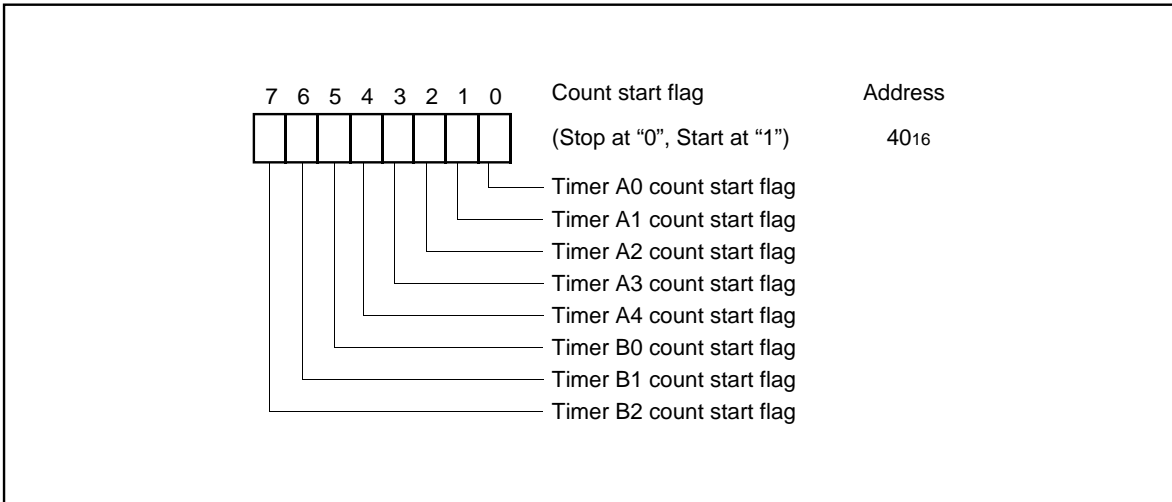 7 6 5 4 3 2 1 0 Count start flag Address
(Stop at “0”, Start at “1”) 4016
Timer A0 count start flag
Timer A1 count start flag
Timer A2 count start flag
Timer A3 count start flag
Timer A4 count start flag
Timer B0 count start flag
Timer B1 count start flag
Timer B2 count start flag